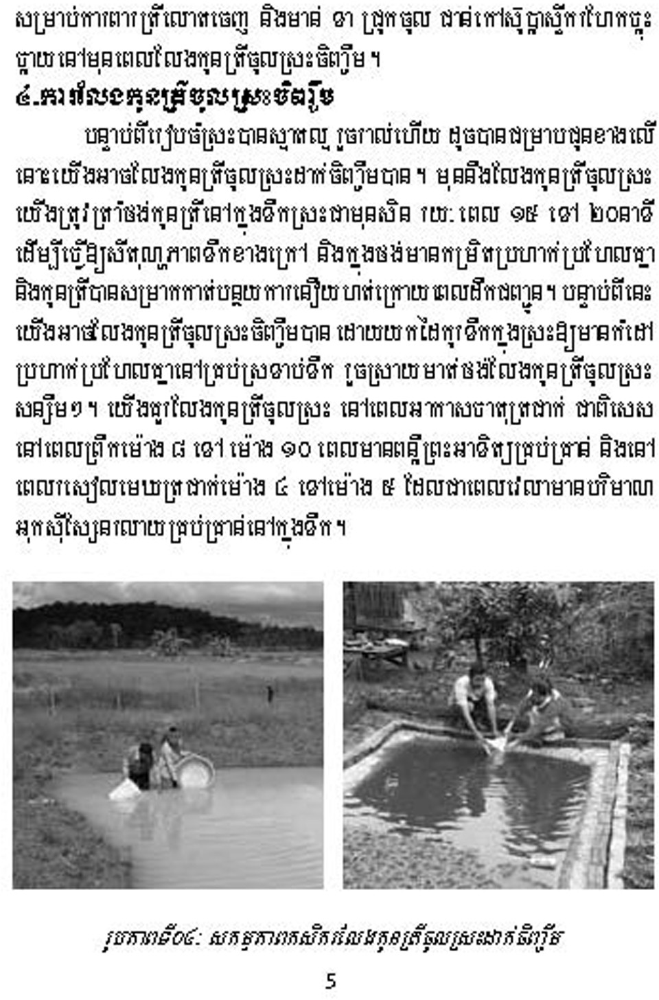 សម្រាប់ការពារត្រីលោតចេញ និងមាន់ ទា ជ្រូកចូល ជាន់កៅស៊ូប្លាស្ទិករហែកធ្លុះ
ធ្លាយនៅមុនពេលលែងកូនត្រីចូលស្រះចិញ្ចឹម។
៤.ការលែងកូនត្រីចូលស្រះចិញ្ចឹម
បន្ទាប់ពីរៀបចំស្រះបានស្អាតល្អ រួចរាល់ហើយ ដូចបានជម្រាបជូនខាងលើ
នោះយើងអាចលែងកូនត្រីចូលស្រះដាក់ចិញ្ចឹមបាន។ មុននឹងលែងកូនត្រីចូលស្រះ
យើងត្រូវត្រាំថង់កូនត្រីនៅក្នុងទឹកស្រះជាមុនសិន រយៈពេល ១៥ ទៅ ២០នាទី
ដើម្បីធ្វើឱ្យសីតុណ្ហភាពទឹកខាងក្រៅ និងក្នុងថង់មានកម្រិតប្រហាក់ប្រហែលគ្នា
និងកូនត្រីបានសម្រាកកាត់បន្ថយការនឿយហត់ក្រោយពេលដឹកជញ្ជូន។ បន្ទាប់ពីនេះ
យើងអាចលែងកូនត្រីចូលស្រះចិញ្ចឹមបាន ដោយយកដៃកូរទឹកក្នុងស្រះឱ្យមានកំដៅ
ប្រហាក់ប្រហែលគ្នានៅគ្រប់ស្រទាប់ទឹក រួចស្រាយមាត់ថង់លែងកូនត្រីចូលស្រះ
សន្សឹមៗ។ យើងគួរលែងកូនត្រីចូលស្រះ នៅពេលអាកាសធាតុត្រជាក់ ជាពិសេស
នៅពេលព្រឹកម៉ោង ៨ ទៅ ម៉ោង ១០ ពេលមានពន្លឺព្រះអាទិត្យគ្រប់គ្រាន់ និងនៅ
ពេលរសៀលមេឃត្រជាក់ម៉ោង ៤ ទៅម៉ោង ៥ ដែលជាពេលវេលាមានបរិមាណ
អុកស៊ីសែ្សនរលាយគ្រប់គ្រាន់នៅក្នុងទឹក។
រូបភាពទី០៤: សកម្មភាពកសិករលែងកូនត្រីចូលស្រះដាក់ចិញ្ចឹម
5